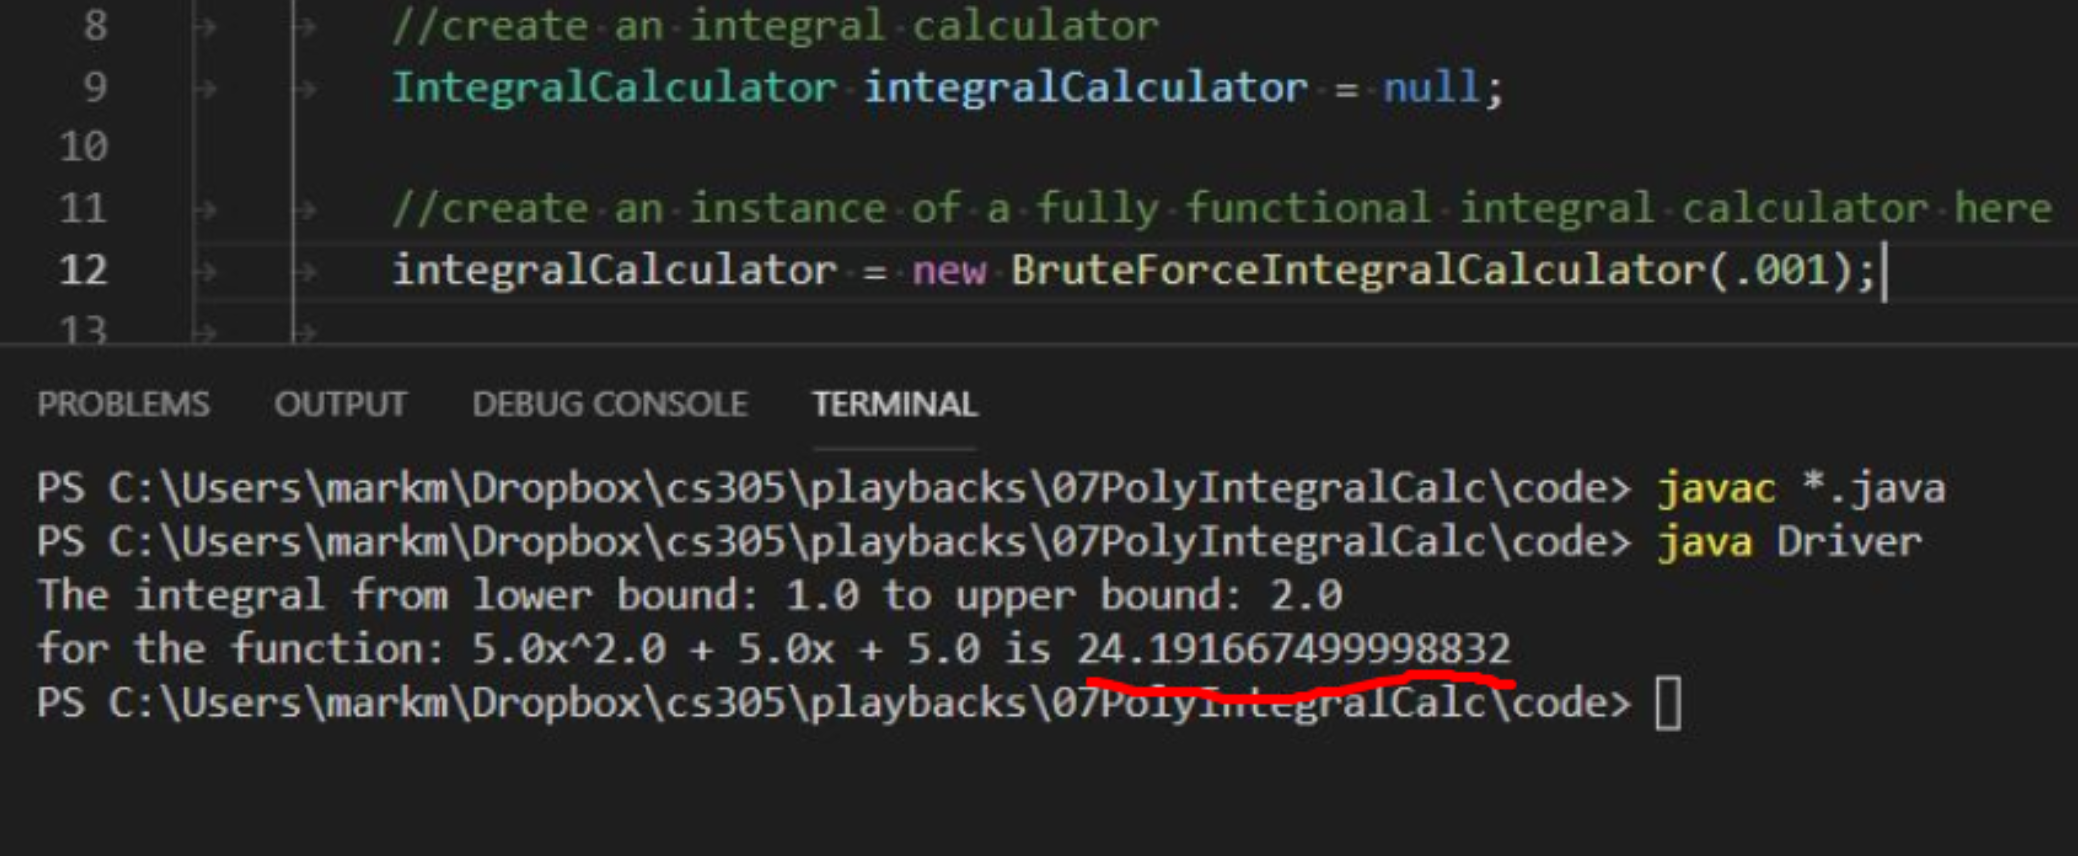 8 //create an integral calculator
9 IntegralCalculator integralCalculator = null;
10
11 //create an instance of a fully functional integral calculator here
12 integralCalculator = new BruteForceIntegralCalculator(.001);
13
PROBLEMS OUTPUT DEBUG CONSOLE TERMINAL
PS C:\Users\markm\Dropbox\cs305\playbacks\07PolyIntegralCalc\code> javac *.java
PS C:\Users\markm\Dropbox\cs305\playbacks\07PolyIntegralCalc\code> java Driver
The integral from lower bound: 1.0 to upper bound: 2.0
for the function: 5.0x^2.0 + 5.0x + 5.0 is 24.191667499998832
PS C:\Users\markm\Dropbox\cs305\playbacks\07PolyIntegralCalc\code>